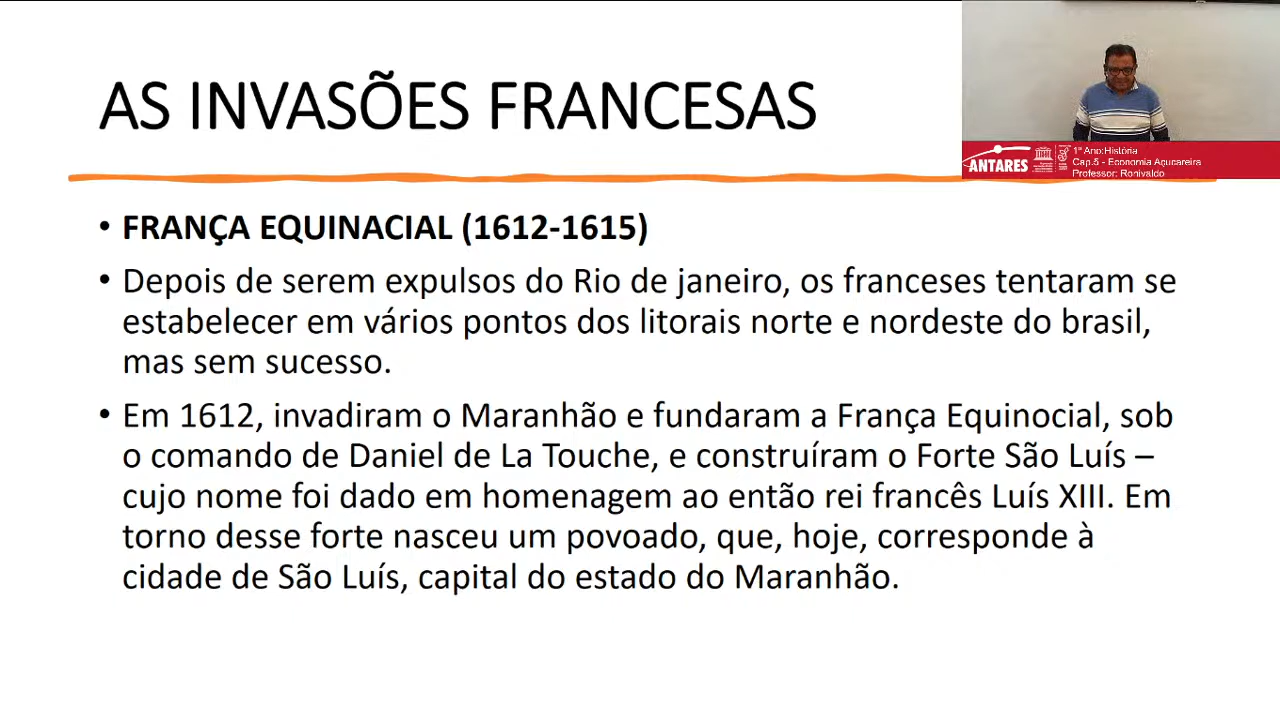 AS INVASÕES FRANCESAS
ANTARES
1º Ano:História
Cap.5 - Economia Açucareira
Professor: Ronivaldo
• FRANÇA EQUINACIAL (1612-1615)
• Depois de serem expulsos do Rio de janeiro, os franceses tentaram se
estabelecer em vários pontos dos litorais norte e nordeste do brasil,
mas sem sucesso.
• Em 1612, invadiram o Maranhão e fundaram a França Equinocial, sob
o comando de Daniel de La Touche, e construíram o Forte São Luís –
cujo nome foi dado em homenagem ao então rei francês Luís XIII. Em
torno desse forte nasceu um povoado, que, hoje, corresponde à
cidade de São Luís, capital do estado do Maranhão.